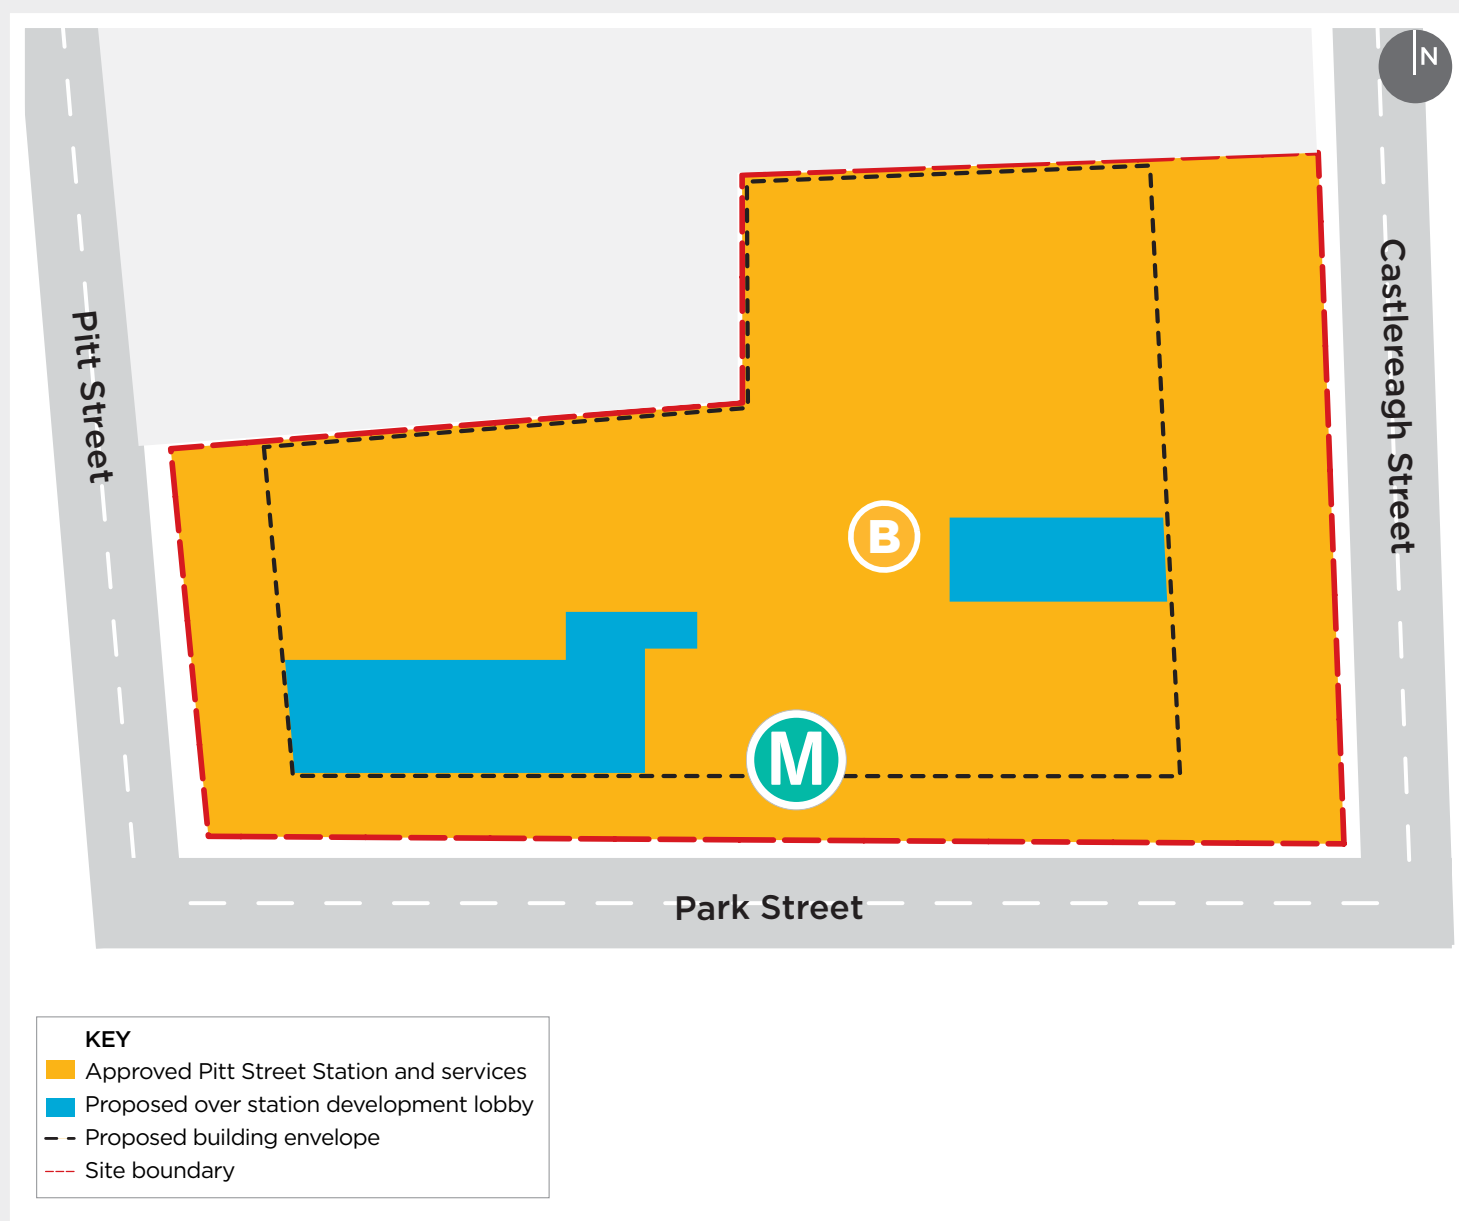 N
Pitt Street
Castlereagh Street
B
M
Park Street
KEY
Approved Pitt Street Station and services
Proposed over station development lobby
Proposed building envelope
Site boundary